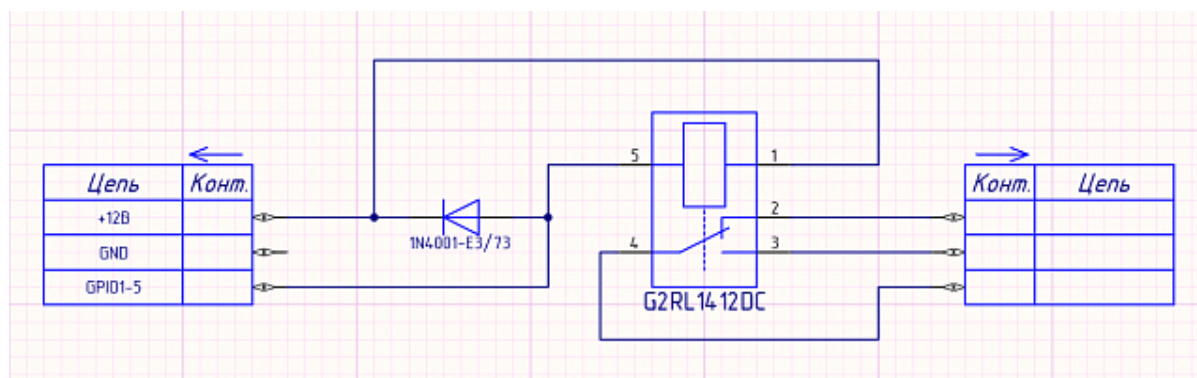 5
1
Цепь Конт.
Конт. Цепь
+12В
2
1N4001-E3/73
4
3
GND
GPIO1-5
G2RL1412DC